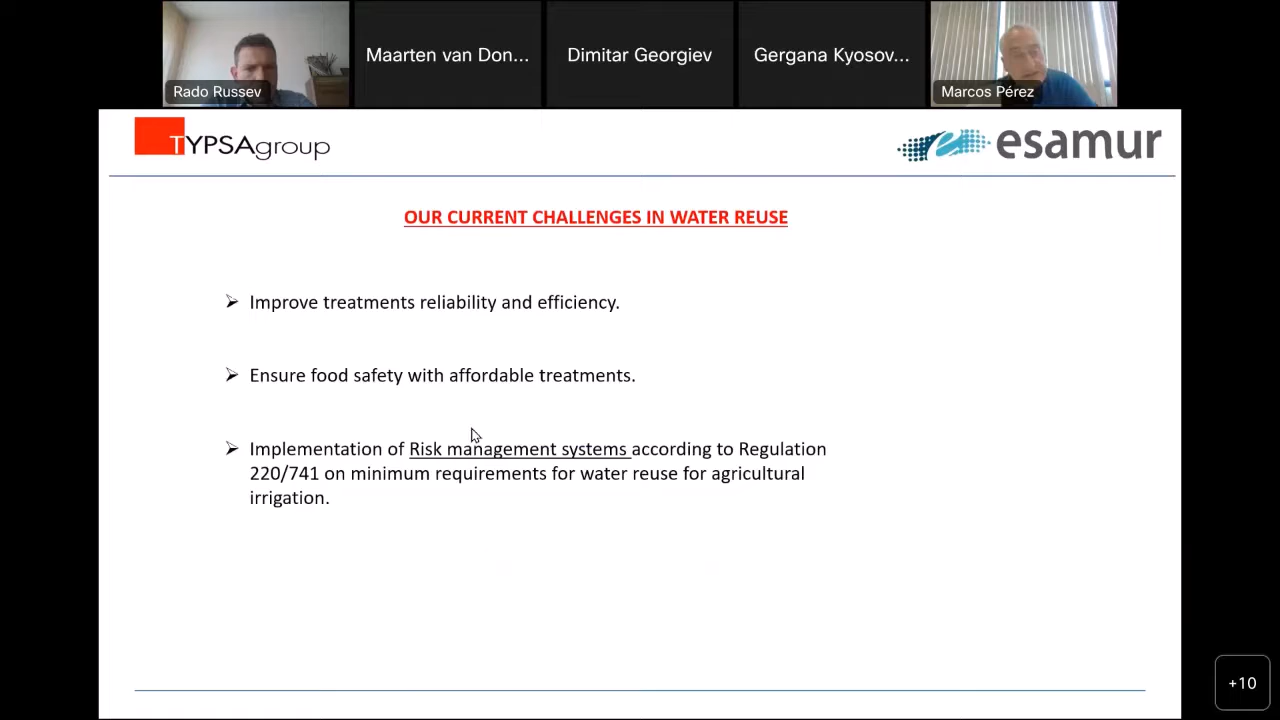 Rado Russev
Maarten van Don...
Dimitar Georgiev
Gergana Kyosov...
Marcos Pérez
TYPSAgroup
esamur
OUR CURRENT CHALLENGES IN WATER REUSE
Improve treatments reliability and efficiency.
Ensure food safety with affordable treatments.
Implementation of Risk management systems according to Regulation
220/741 on minimum requirements for water reuse for agricultural
irrigation.
+10